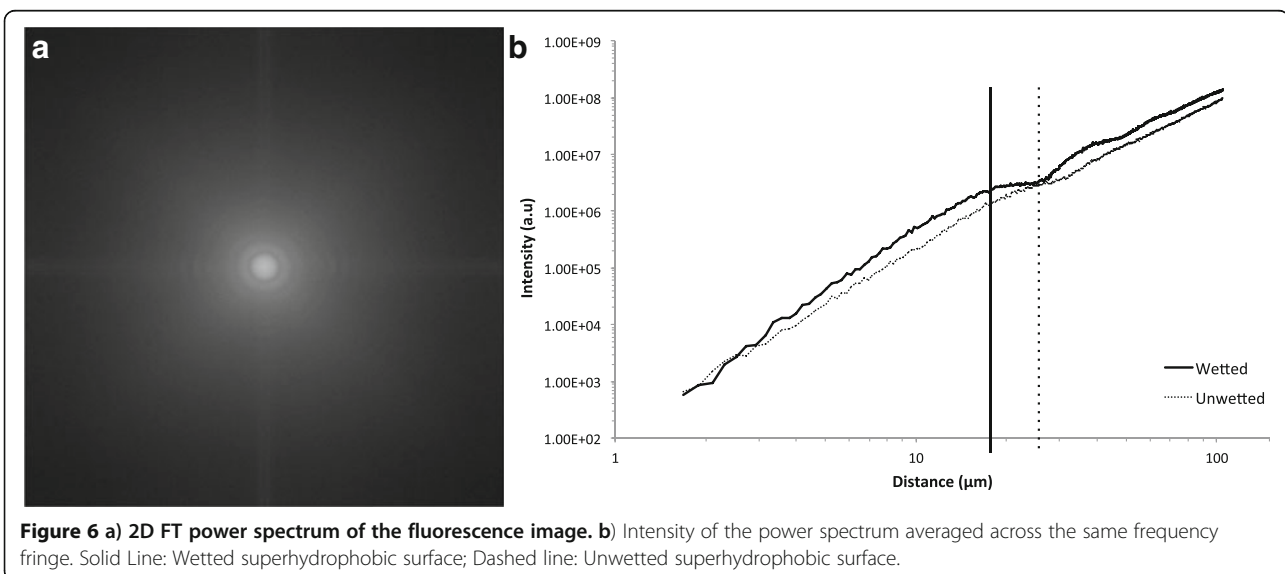 a
b
1.00E+09
1.00E+08
1.00E+07
1.00E+06
1.00E+05
1.00E+04
1.00E+03
1.00E+02
Intensity (a.u)
1
10
100
Distance (µm)
Wetted
Unwetted
Figure 6 a) 2D FT power spectrum of the fluorescence image. b) Intensity of the power spectrum averaged across the same frequency
fringe. Solid Line: Wetted superhydrophobic surface; Dashed line: Unwetted superhydrophobic surface.